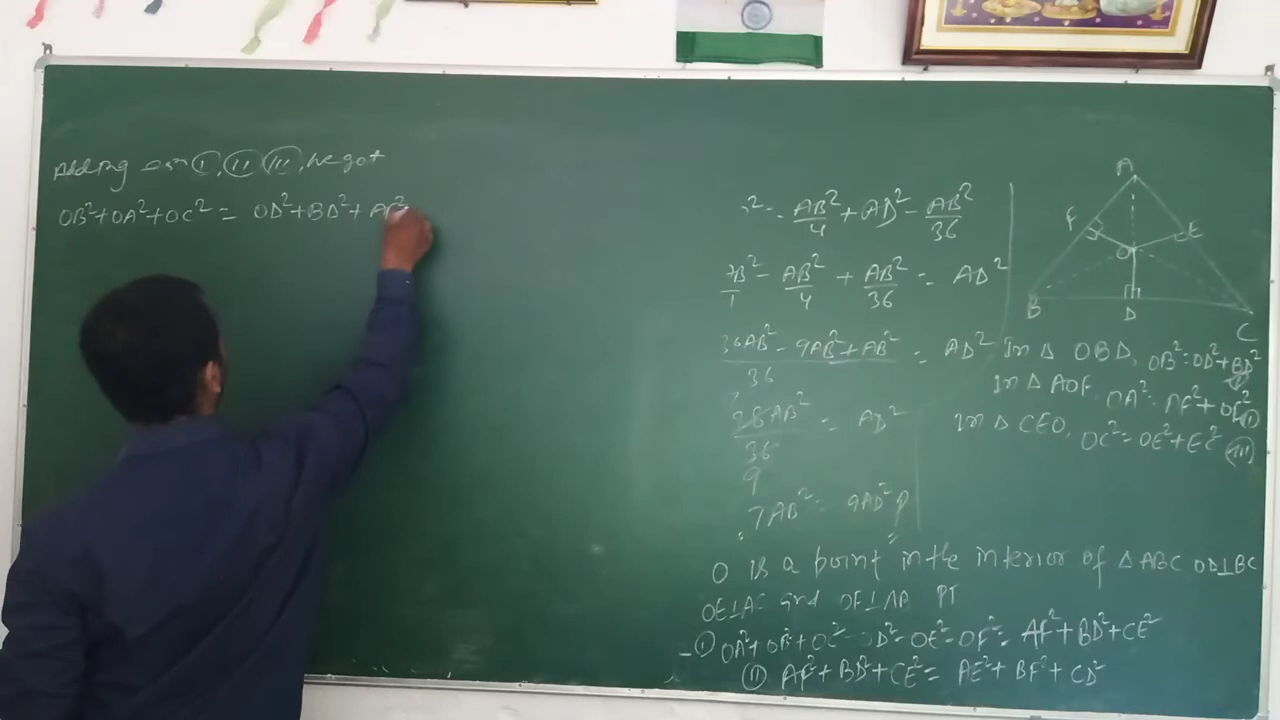 Adding eqn (I), (II) (III), we get
OB²+OA²+OC² = OD²+BD²+AF²
² = AB²/4 + AD² - AB²/36
B²/1 - AB²/4 + AB²/36 = AD²
36AB² - 9AB² + AB² / 36 = AD²
28AB²/36 = AD²
9
7AB² = 9AD²
A
F
E
O
B
D
C
In Δ OBD, OB² = OD² + BD² (I)
In Δ AOF, OA² = AF² + OF² (II)
In Δ CEO, OC² = OE² + EC² (III)
O is a point in the interior of Δ ABC OD⊥BC
OE⊥AC and OF⊥AB PT
(I) OA² + OB² + OC² - OD² - OE² - OF² = AF² + BD² + CE²
(II) AF² + BD² + CE² = AE² + BF² + CD²